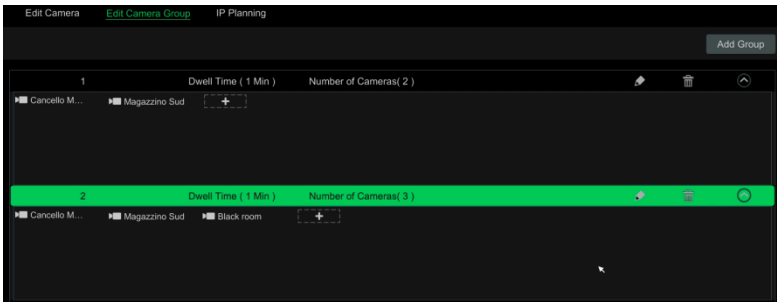 Edit Camera Edit Camera Group IP Planning
Add Group
1 Dwell Time ( 1 Min ) Number of Cameras( 2 )
Cancello M... Magazzino Sud +
2 Dwell Time ( 1 Min ) Number of Cameras( 3 )
Cancello M... Magazzino Sud Black room +